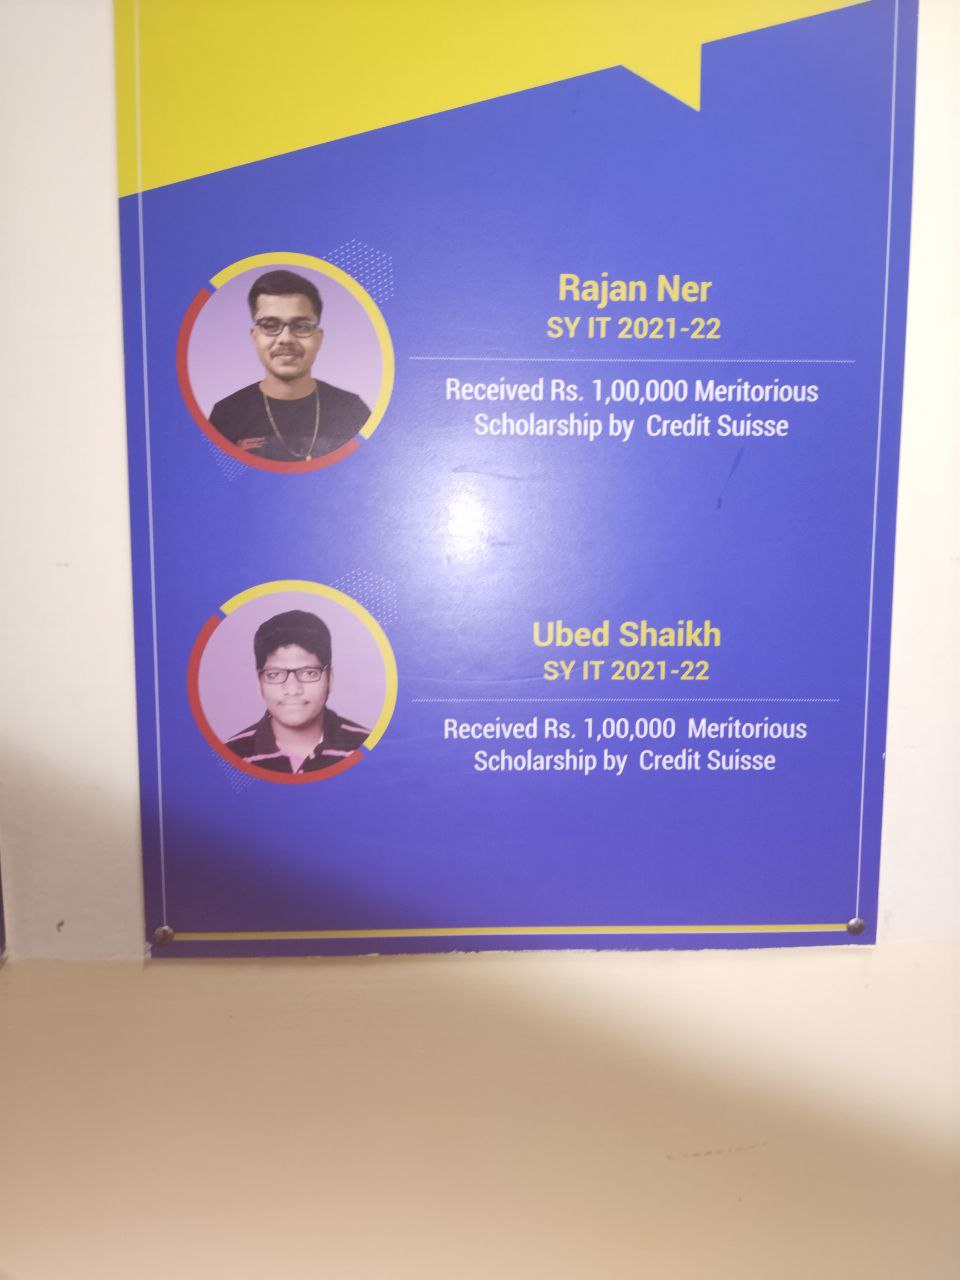 Rajan Ner
SY IT 2021-22
Received Rs. 1,00,000 Meritorious
Scholarship by Credit Suisse
Ubed Shaikh
SY IT 2021-22
Received Rs. 1,00,000 Meritorious
Scholarship by Credit Suisse